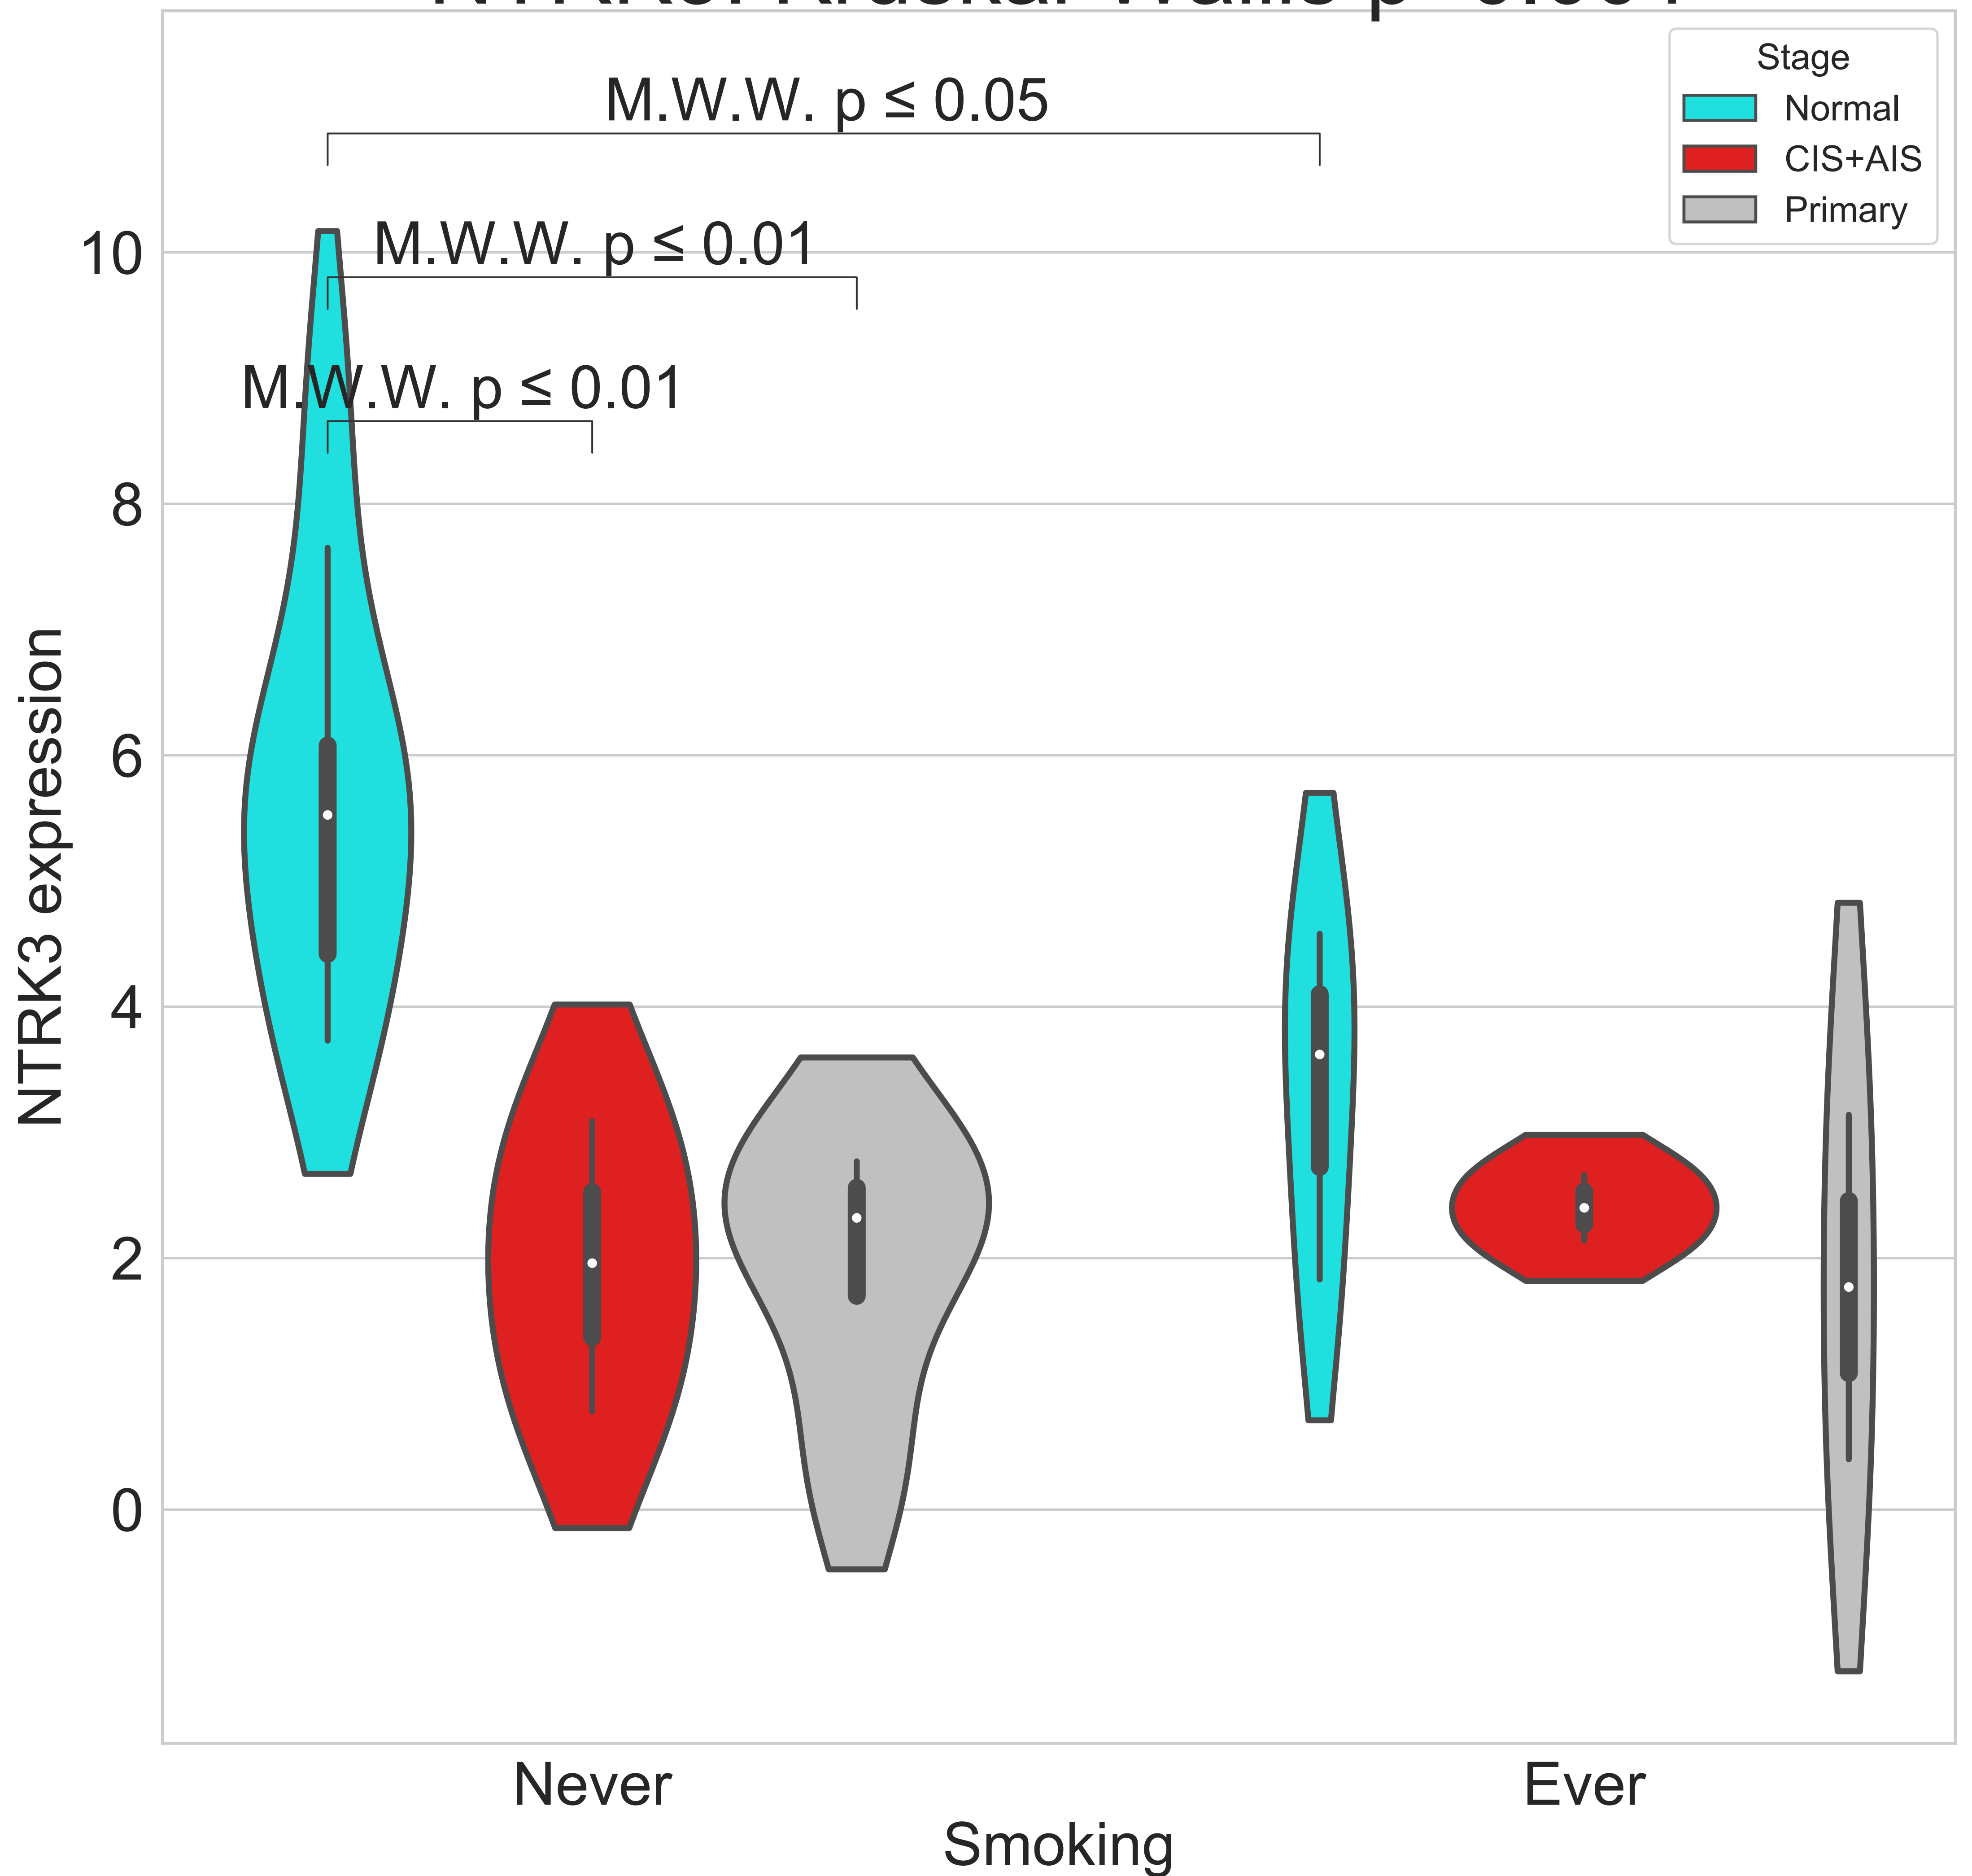 Stage
Normal
CIS+AIS
Primary
M.W.W. p ≤ 0.05
M.W.W. p ≤ 0.01
M.W.W. p ≤ 0.01
10
8
6
4
2
0
NTRK3 expression
Never
Ever
Smoking